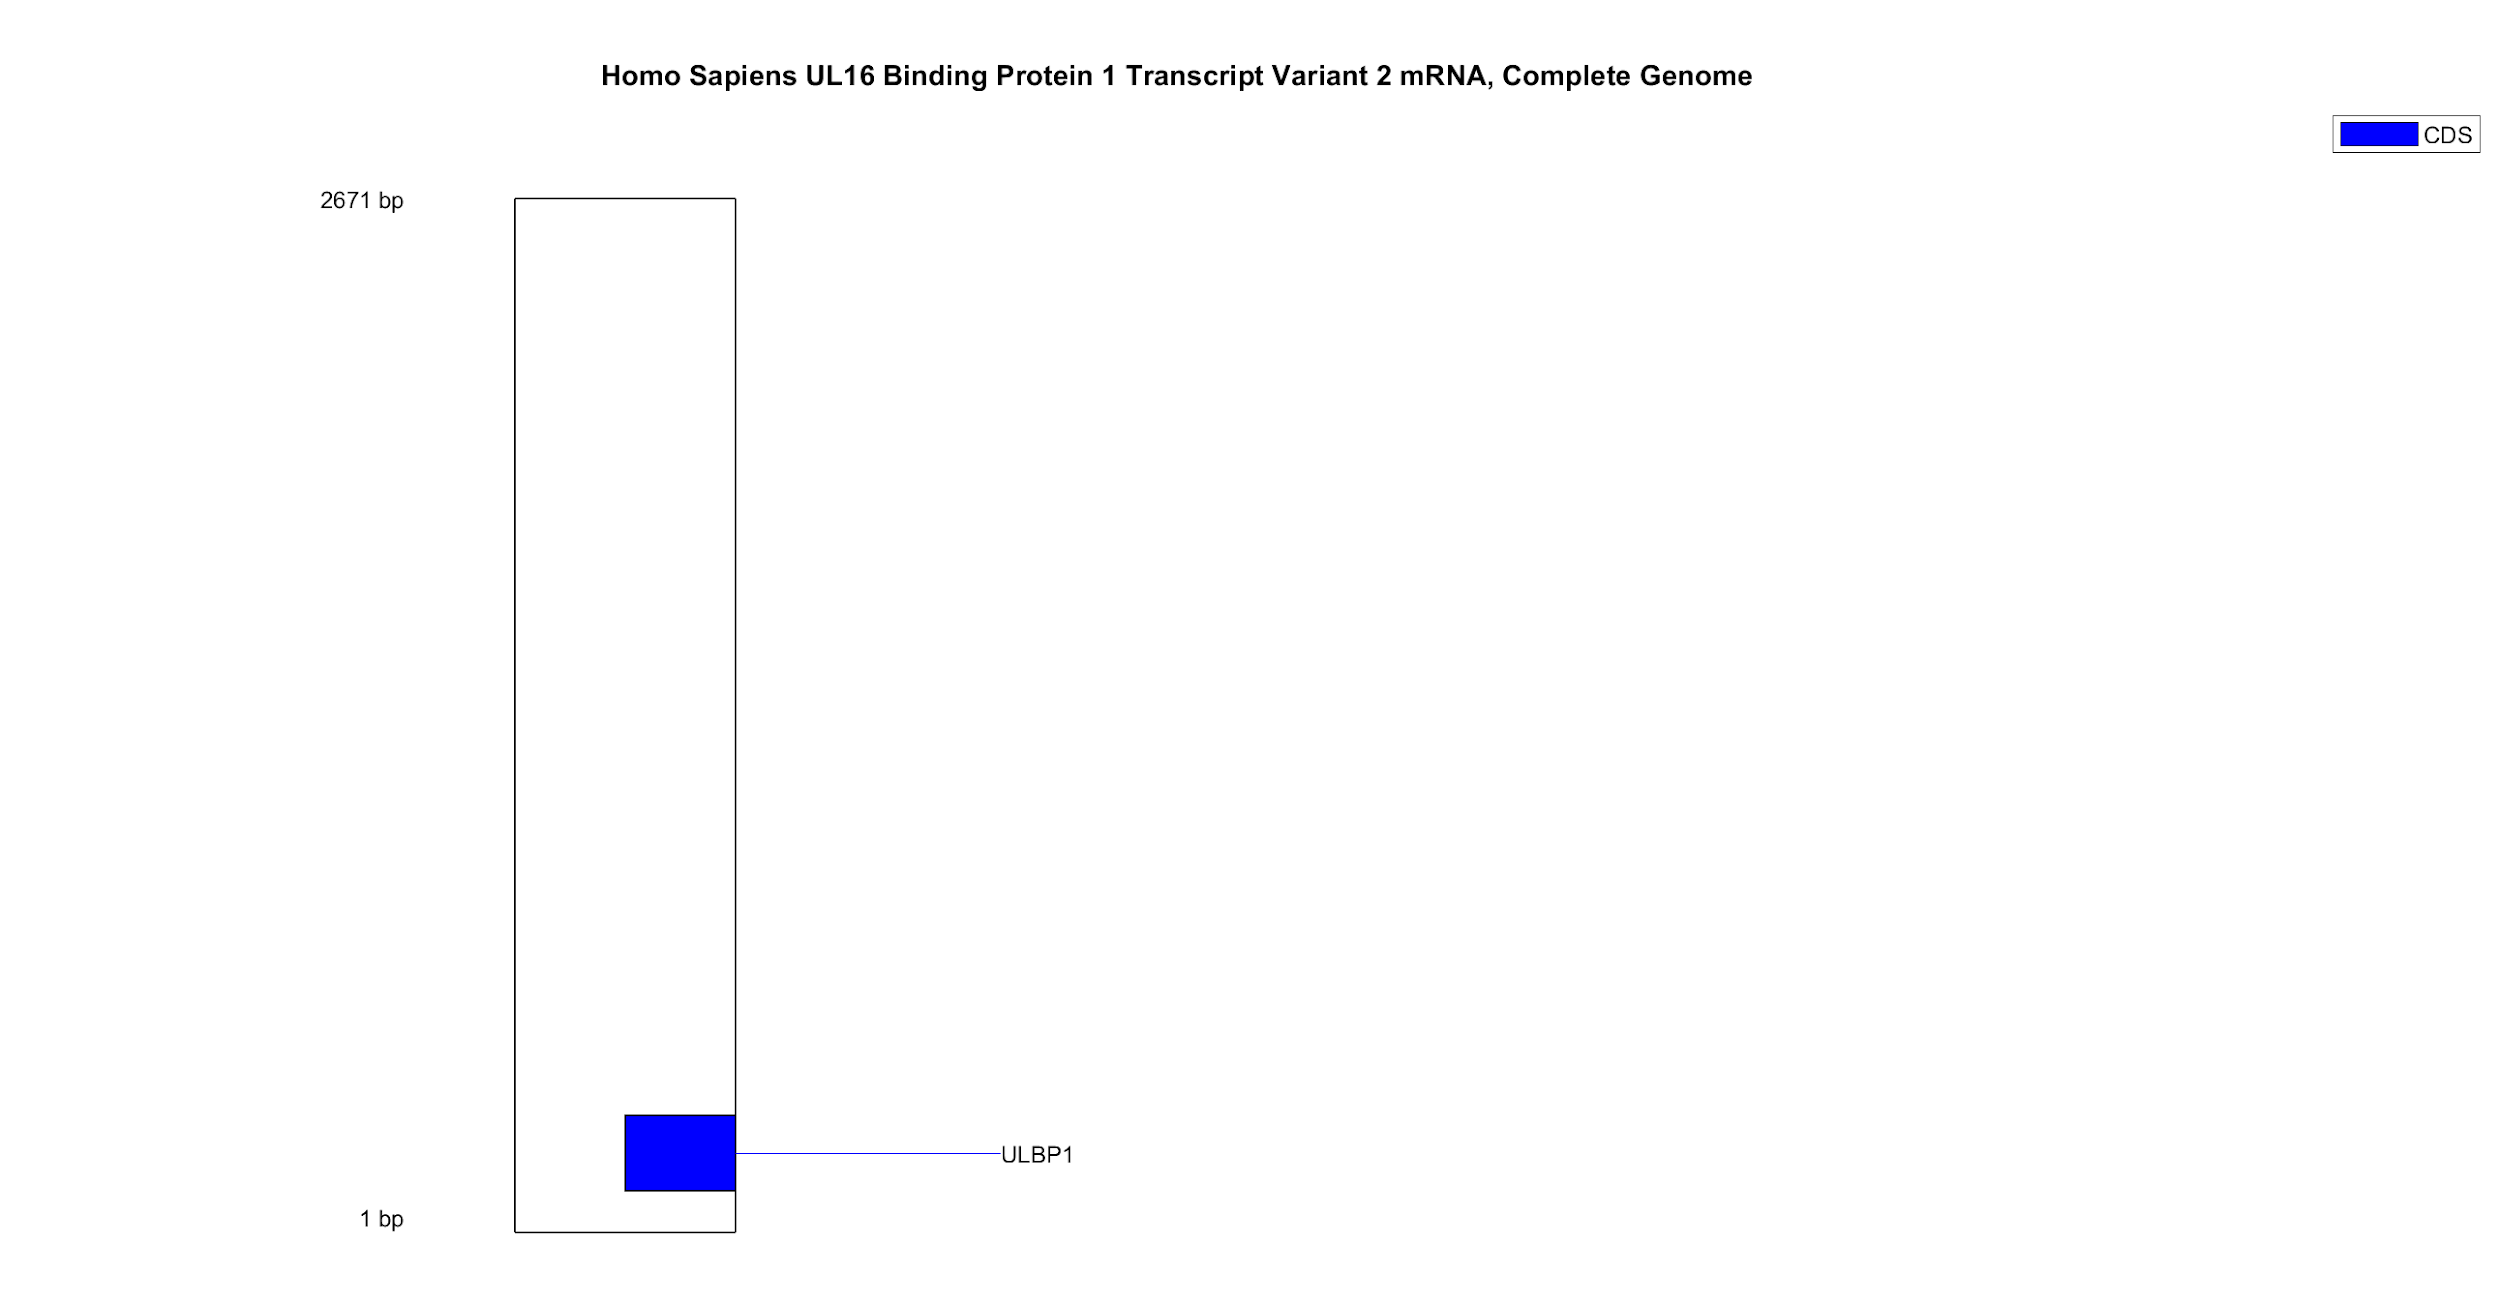 Homo Sapiens UL16 Binding Protein 1 Transcript Variant 2 mRNA, Complete Genome
CDS
2671 bp
ULBP1
1 bp